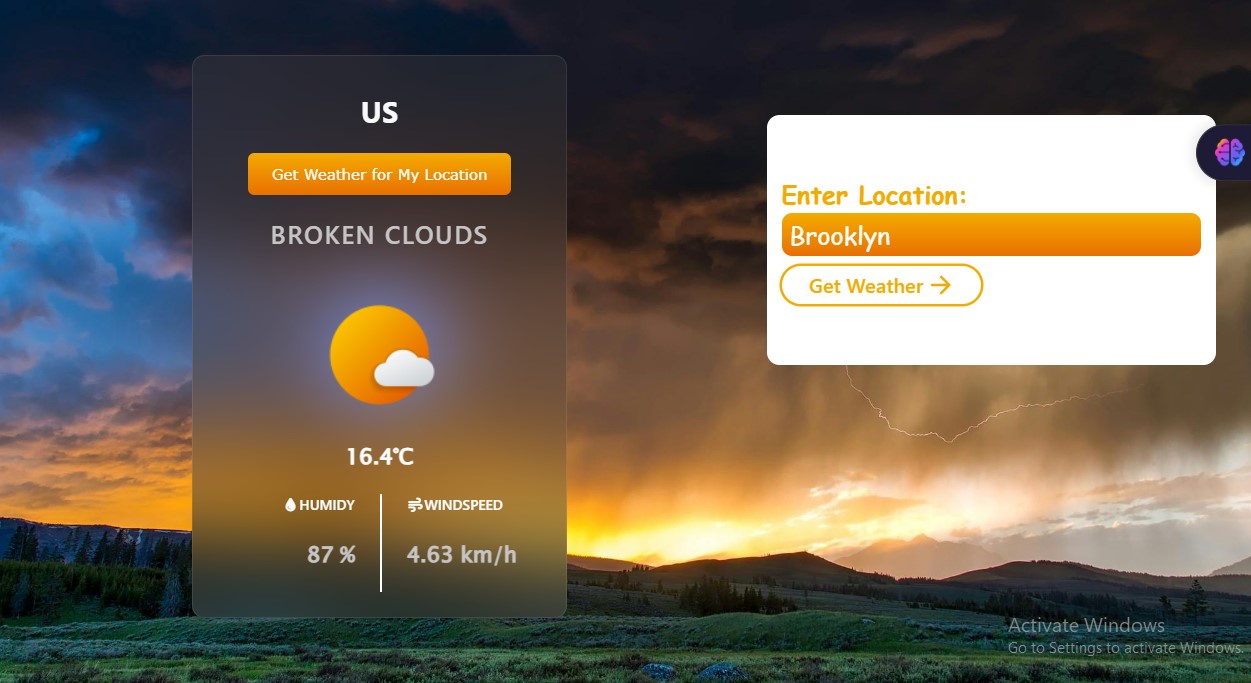 US
Get Weather for My Location
BROKEN CLOUDS
16.4°C
HUMIDY
WINDSPEED
87 %
4.63 km/h
Enter Location:
Brooklyn
Get Weather
Activate Windows
Go to Settings to activate Windows.